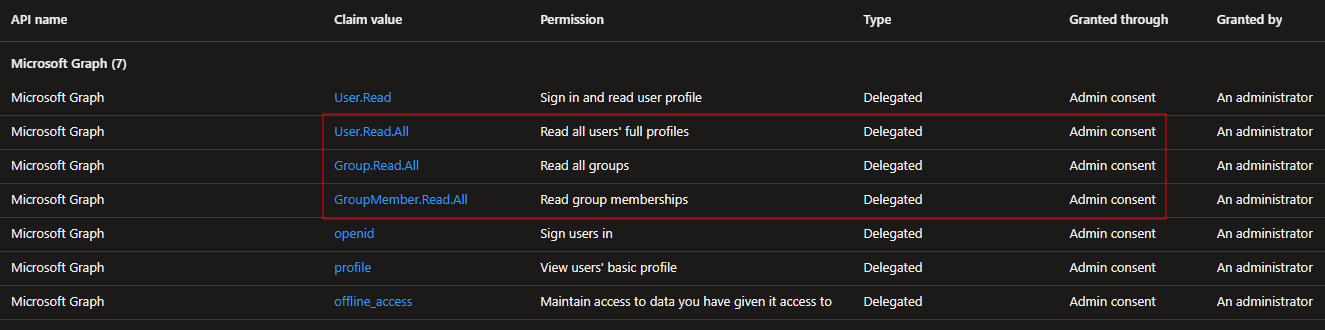 API name Claim value Permission Type Granted through Granted by
Microsoft Graph (7)
Microsoft Graph User.Read Sign in and read user profile Delegated Admin consent An administrator
Microsoft Graph User.Read.All Read all users' full profiles Delegated Admin consent An administrator
Microsoft Graph Group.Read.All Read all groups Delegated Admin consent An administrator
Microsoft Graph GroupMember.Read.All Read group memberships Delegated Admin consent An administrator
Microsoft Graph openid Sign users in Delegated Admin consent An administrator
Microsoft Graph profile View users' basic profile Delegated Admin consent An administrator
Microsoft Graph offline_access Maintain access to data you have given it access to Delegated Admin consent An administrator